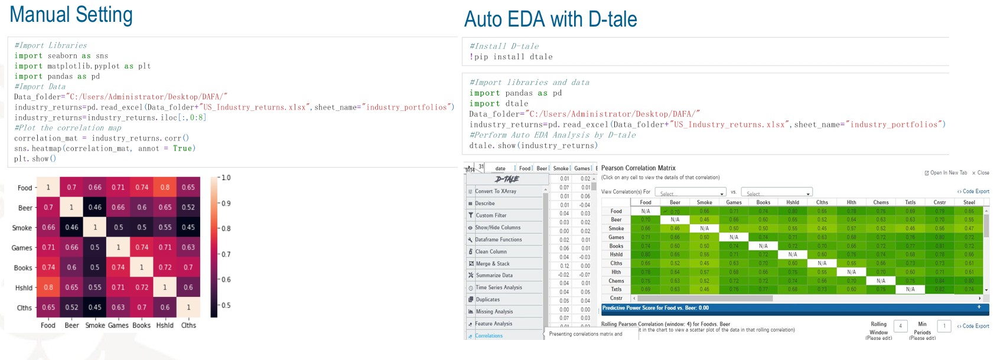 Manual Setting
#Import Libraries
import seaborn as sns
import matplotlib.pyplot as plt
import pandas as pd
#Import Data
Data_folder="C:/Users/Administrator/Desktop/DAFA/"
industry_returns=pd.read_excel(Data_folder+"US_Industry_returns.xlsx",sheet_name="industry_portfolios")
industry_returns=industry_returns.iloc[:,0:8]
#Plot the correlation map
correlation_mat = industry_returns.corr()
sns.heatmap(correlation_mat, annot = True)
plt.show()
Food 1 0.7 0.66 0.71 0.74 0.8 0.65
Beer 0.7 1 0.46 0.66 0.6 0.65 0.52
Smoke 0.66 0.46 1 0.5 0.5 0.55 0.45
Games 0.71 0.66 0.5 1 0.74 0.71 0.63
Books 0.74 0.6 0.5 0.74 1 0.72 0.7
Hshld 0.8 0.65 0.55 0.71 0.72 1 0.6
Clths 0.65 0.52 0.45 0.63 0.7 0.6 1
Food Beer Smoke Games Books Hshld Clths
1.0
0.9
0.8
0.7
0.6
0.5
Auto EDA with D-tale
#Install D-tale
!pip install dtale
#Import libraries and data
import pandas as pd
import dtale
Data_folder="C:/Users/Administrator/Desktop/DAFA/"
industry_returns=pd.read_excel(Data_folder+"US_Industry_returns.xlsx",sheet_name="industry_portfolios")
#Perform Auto EDA Analysis by D-tale
dtale.show(industry_returns)
31 date Food Beer Smoke Games
D-TALE
Convert To XArray
Describe
Custom Filter
Show/Hide Columns
Dataframe Functions
Clean Column
Merge & Stack
Summarize Data
Time Series Analysis
Duplicates
Missing Analysis
Feature Analysis
Correlations
0.01 0.02
0.07 0.01
0.01 0.06
0.01 -0.04
0.04 0.03
0.03 0.02
0.00 0.02
0.02 0.01
0.06 0.01
0.04 -0.03
0.12 0.00
-0.02 -0.07
0.04 0.01
0.04 0.05
0.05 0.04
0.00 0.00
0.07 0.03
Presenting correlations matrix and
Pearson Correlation Matrix
(Click on any cell to view the details of that correlation)
Open In New Tab × Close
View Correlation(s) For Select... vs. Select...
<> Code Export
Food Beer Smoke Games Books Hshld Clths Hlth Chems Txtls Cnstr Steel
Food N/A 0.70 0.66 0.71 0.74 0.80 0.65 0.78 0.75 0.69 0.79 0.65
Beer 0.70 N/A 0.46 0.66 0.60 0.65 0.52 0.64 0.63 0.63 0.70 0.55
Smoke 0.66 0.46 N/A 0.50 0.50 0.55 0.45 0.57 0.52 0.46 0.56 0.47
Games 0.71 0.66 0.50 N/A 0.74 0.71 0.63 0.68 0.72 0.76 0.80 0.72
Books 0.74 0.60 0.50 0.74 N/A 0.72 0.70 0.66 0.72 0.77 0.81 0.72
Hshld 0.80 0.65 0.55 0.71 0.72 N/A 0.60 0.75 0.74 0.68 0.78 0.66
Clths 0.65 0.52 0.45 0.63 0.70 0.60 N/A 0.55 0.66 0.73 0.73 0.61
Hlth 0.78 0.64 0.57 0.68 0.66 0.75 0.55 N/A 0.70 0.60 0.71 0.61
Chems 0.75 0.63 0.52 0.72 0.72 0.74 0.66 0.70 N/A 0.75 0.84 0.80
Txtls 0.69 0.63 0.46 0.76 0.77 0.68 0.73 0.60 0.75 N/A 0.82 0.74
Cnstr
Predictive Power Score for Food vs. Beer: 0.00 +
Rolling Pearson Correlation (window: 4) for Foodvs. Beer
t in the chart to view a scatter plot of the data in that rolling correlation)
Rolling Window (Please edit) 4
Min Periods (Please edit) 1
<> Code Export